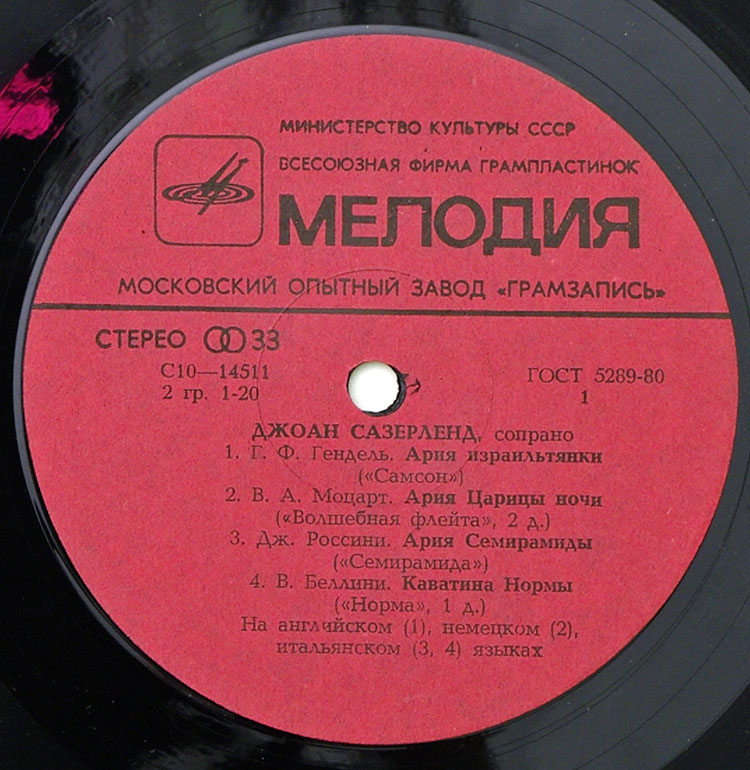 МИНИСТЕРСТВО КУЛЬТУРЫ СССР
ВСЕСОЮЗНАЯ ФИРМА ГРАМПЛАСТИНОК
МЕЛОДИЯ
МОСКОВСКИЙ ОПЫТНЫЙ ЗАВОД «ГРАМЗАПИСЬ»
СТЕРЕО 33
С10—14511
2 гр. 1-20
ГОСТ 5289-80
1
ДЖОАН САЗЕРЛЕНД, сопрано
1. Г. Ф. Гендель. Ария израильтянки
(«Самсон»)
2. В. А. Моцарт. Ария Царицы ночи
(«Волшебная флейта», 2 д.)
3. Дж. Россини. Ария Семирамиды
(«Семирамида»)
4. В. Беллини. Каватина Нормы
(«Норма», 1 д.)
На английском (1), немецком (2),
итальянском (3, 4) языках